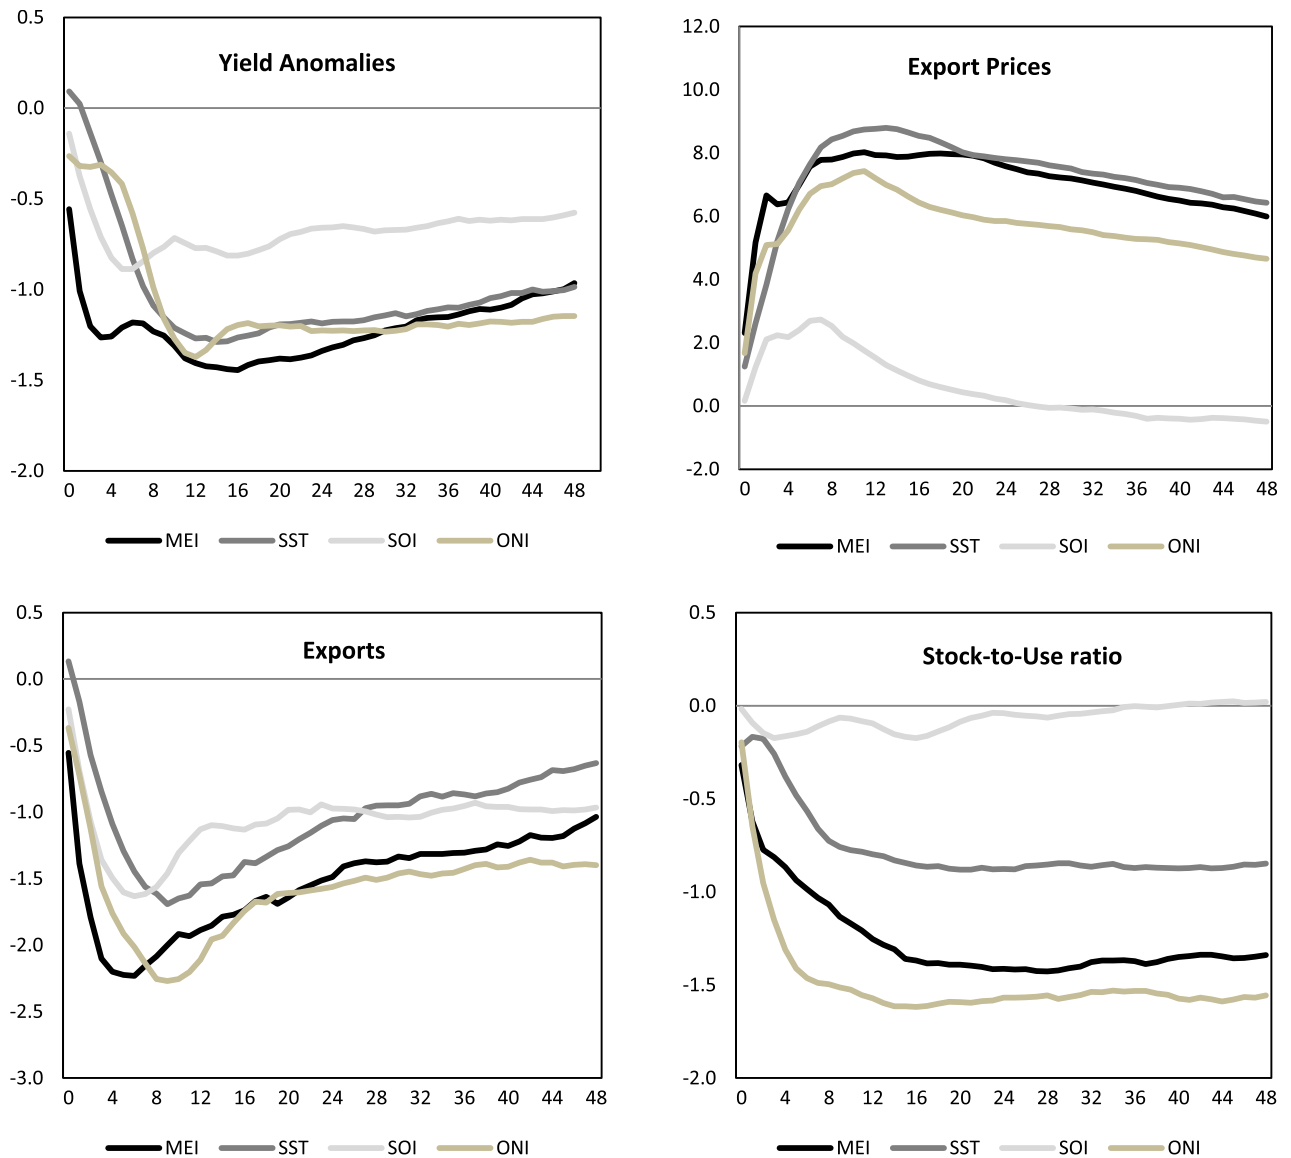 Yield Anomalies
0.5
0.0
-0.5
-1.0
-1.5
-2.0
0 4 8 12 16 20 24 28 32 36 40 44 48
MEI SST SOI ONI
Export Prices
12.0
10.0
8.0
6.0
4.0
2.0
0.0
-2.0
0 4 8 12 16 20 24 28 32 36 40 44 48
MEI SST SOI ONI
Exports
0.5
0.0
-0.5
-1.0
-1.5
-2.0
-2.5
-3.0
0 4 8 12 16 20 24 28 32 36 40 44 48
MEI SST SOI ONI
Stock-to-Use ratio
0.5
0.0
-0.5
-1.0
-1.5
-2.0
0 4 8 12 16 20 24 28 32 36 40 44 48
MEI SST SOI ONI